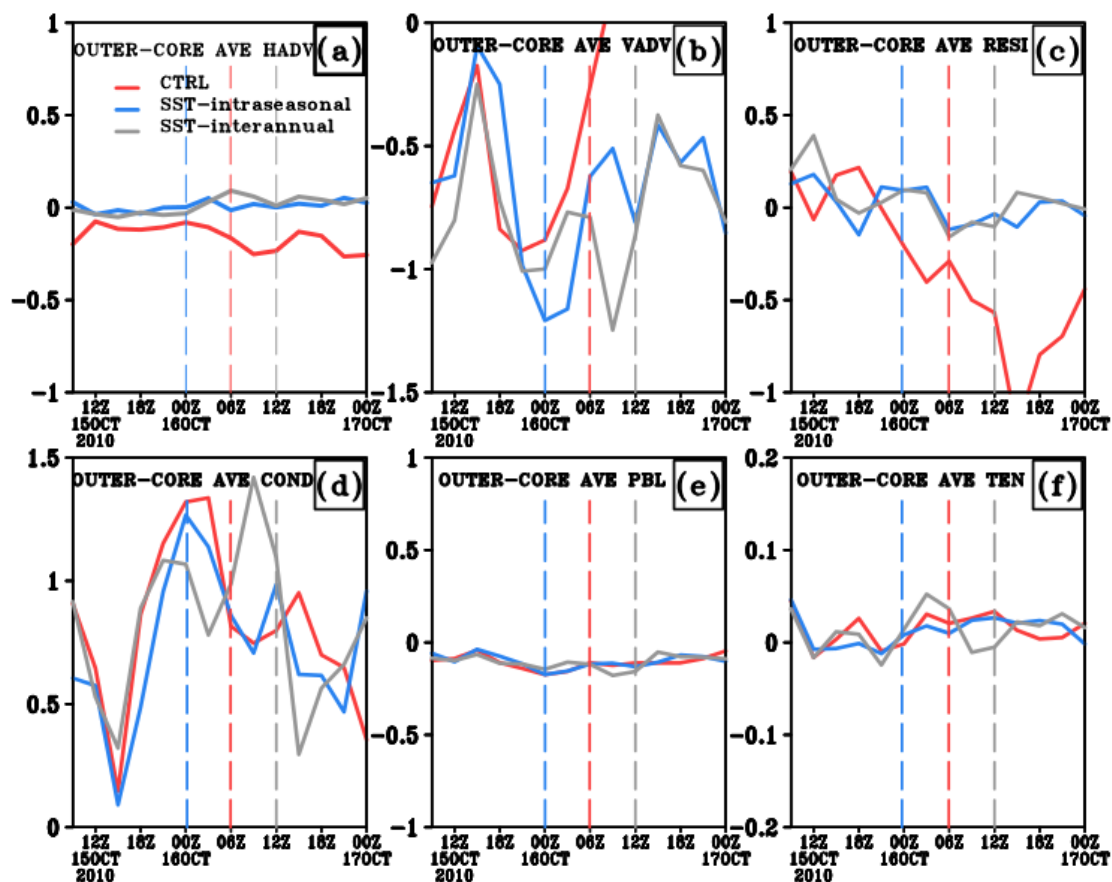 OUTER-CORE AVE HADV (a)
CTRL
SST-intraseasonal
SST-interannual
1
0.5
0
-0.5
-1
12Z 18Z 00Z 06Z 12Z 18Z 00Z
15OCT 16OCT 17OCT
2010
OUTER-CORE AVE VADV (b)
-0
-0.5
-1
-1.5
12Z 18Z 00Z 06Z 12Z 18Z 00Z
15OCT 16OCT 17OCT
2010
OUTER-CORE AVE RESI (c)
1
0.5
0
-0.5
-1
12Z 18Z 00Z 06Z 12Z 18Z 00Z
15OCT 16OCT 17OCT
2010
OUTER-CORE AVE COND (d)
1.5
1
0.5
0
12Z 18Z 00Z 06Z 12Z 18Z 00Z
15OCT 16OCT 17OCT
2010
OUTER-CORE AVE PBL (e)
1
0.5
0
-0.5
-1
12Z 18Z 00Z 06Z 12Z 18Z 00Z
15OCT 16OCT 17OCT
2010
OUTER-CORE AVE TEN (f)
0.2
0.1
0
-0.1
-0.2
12Z 18Z 00Z 06Z 12Z 18Z 00Z
15OCT 16OCT 17OCT
2010